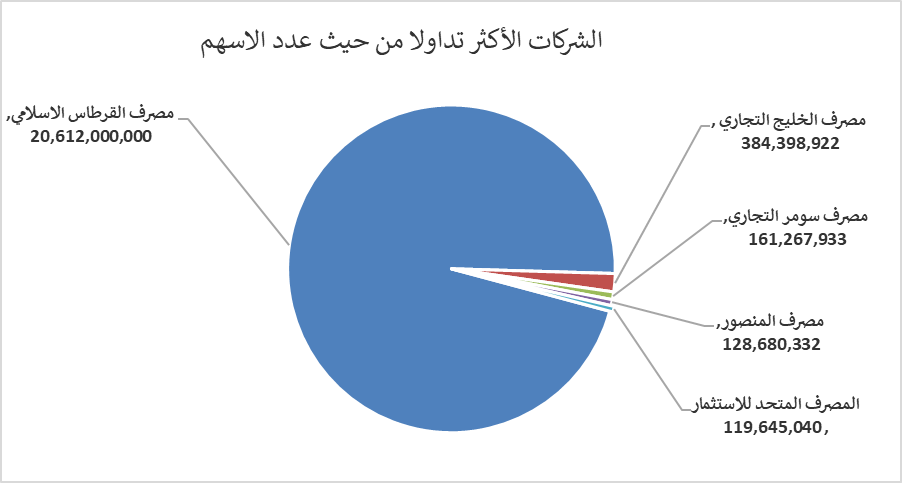 الشركات الأكثر تداولا من حيث عدد الاسهم
مصرف القرطاس الاسلامي,
20,612,000,000
مصرف الخليج التجاري ,
384,398,922
مصرف سومر التجاري,
161,267,933
مصرف المنصور,
128,680,332
المصرف المتحد للاستثمار
119,645,040 ,